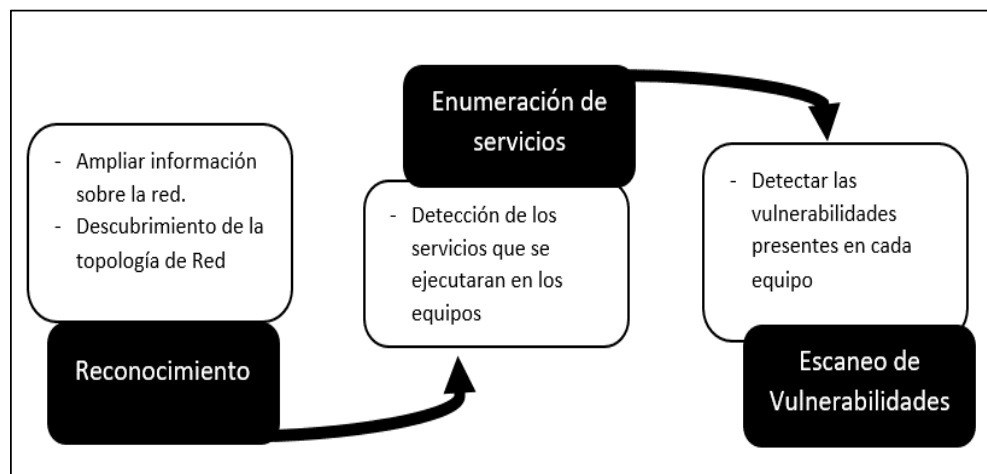 - Ampliar información
sobre la red.
- Descubrimiento de la
topología de Red
Reconocimiento
Enumeración de
servicios
- Detección de los
servicios que se
ejecutaran en los
equipos
- Detectar las
vulnerabilidades
presentes en cada
equipo
Escaneo de
Vulnerabilidades